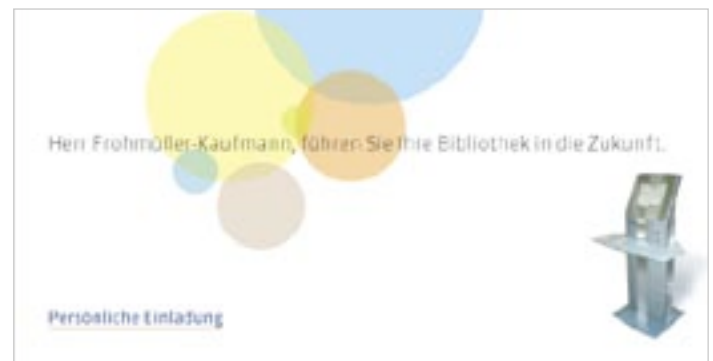 Herr Frohmüller-Kaufmann, führen Sie Ihre Bibliothek in die Zukunft.
Persönliche Einladung